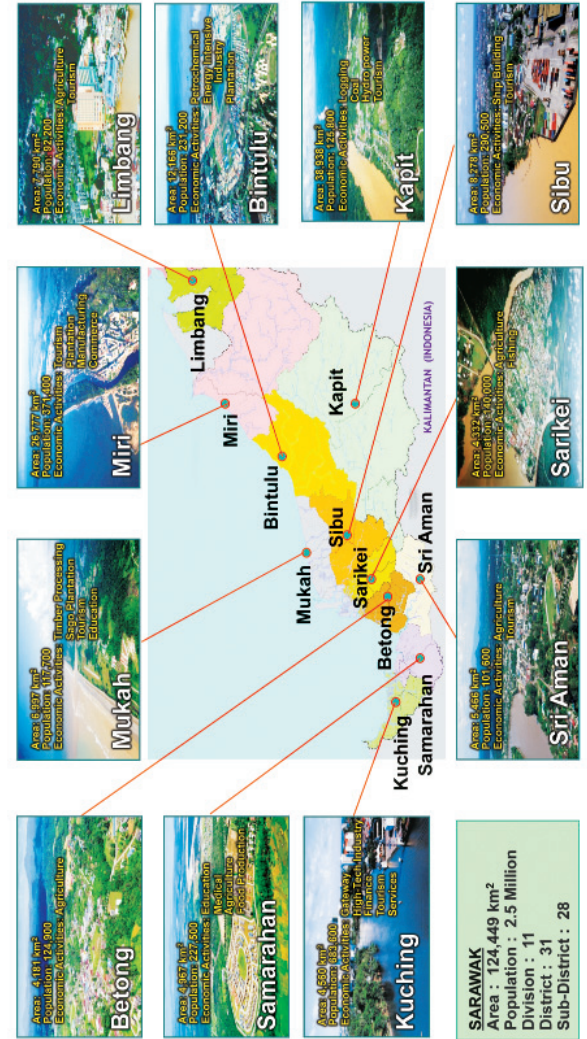 Area: 4,181 km²
Population: 124,900
Economic Activities: Agriculture
Betong
Area: 6,997 km²
Population: 117,700
Economic Activities: Timber Processing
Sago Plantation
Tourism
Education
Mukah
Area: 26,777 km²
Population: 371,400
Economic Activities: Tourism
Plantation
Manufacturing
Commerce
Miri
Area: 7,790 km²
Population: 92,200
Economic Activities: Agriculture
Tourism
Limbang
Area: 4,967 km²
Population: 227,500
Economic Activities: Education
Medical
Agriculture
Food Production
Samarahan
Area: 12,166 km²
Population: 231,200
Economic Activities: Petrochemical
Energy Intensive
Industry
Plantation
Bintulu
Area: 4,560 km²
Population: 683,600
Economic Activities: Gateway
High-Tech Industry
Finance
Tourism
Services
Kuching
Limbang
Miri
Bintulu
Mukah
Kapit
Sibu
Sarikei
Betong
Sri Aman
Kuching
Samarahan
KALIMANTAN (INDONESIA)
Area: 38,938 km²
Population: 125,800
Economic Activities: Logging
Coal
Hydro power
Tourism
Kapit
SARAWAK
Area : 124,449 km²
Population : 2.5 Million
Division : 11
District : 31
Sub-District : 28
Area: 5,466 km²
Population: 101,600
Economic Activities: Agriculture
Tourism
Sri Aman
Area: 4,332 km²
Population: 140,000
Economic Activities: Agriculture
Fishing
Sarikei
Area: 8,278 km²
Population: 290,500
Economic Activities: Ship Building
Tourism
Sibu